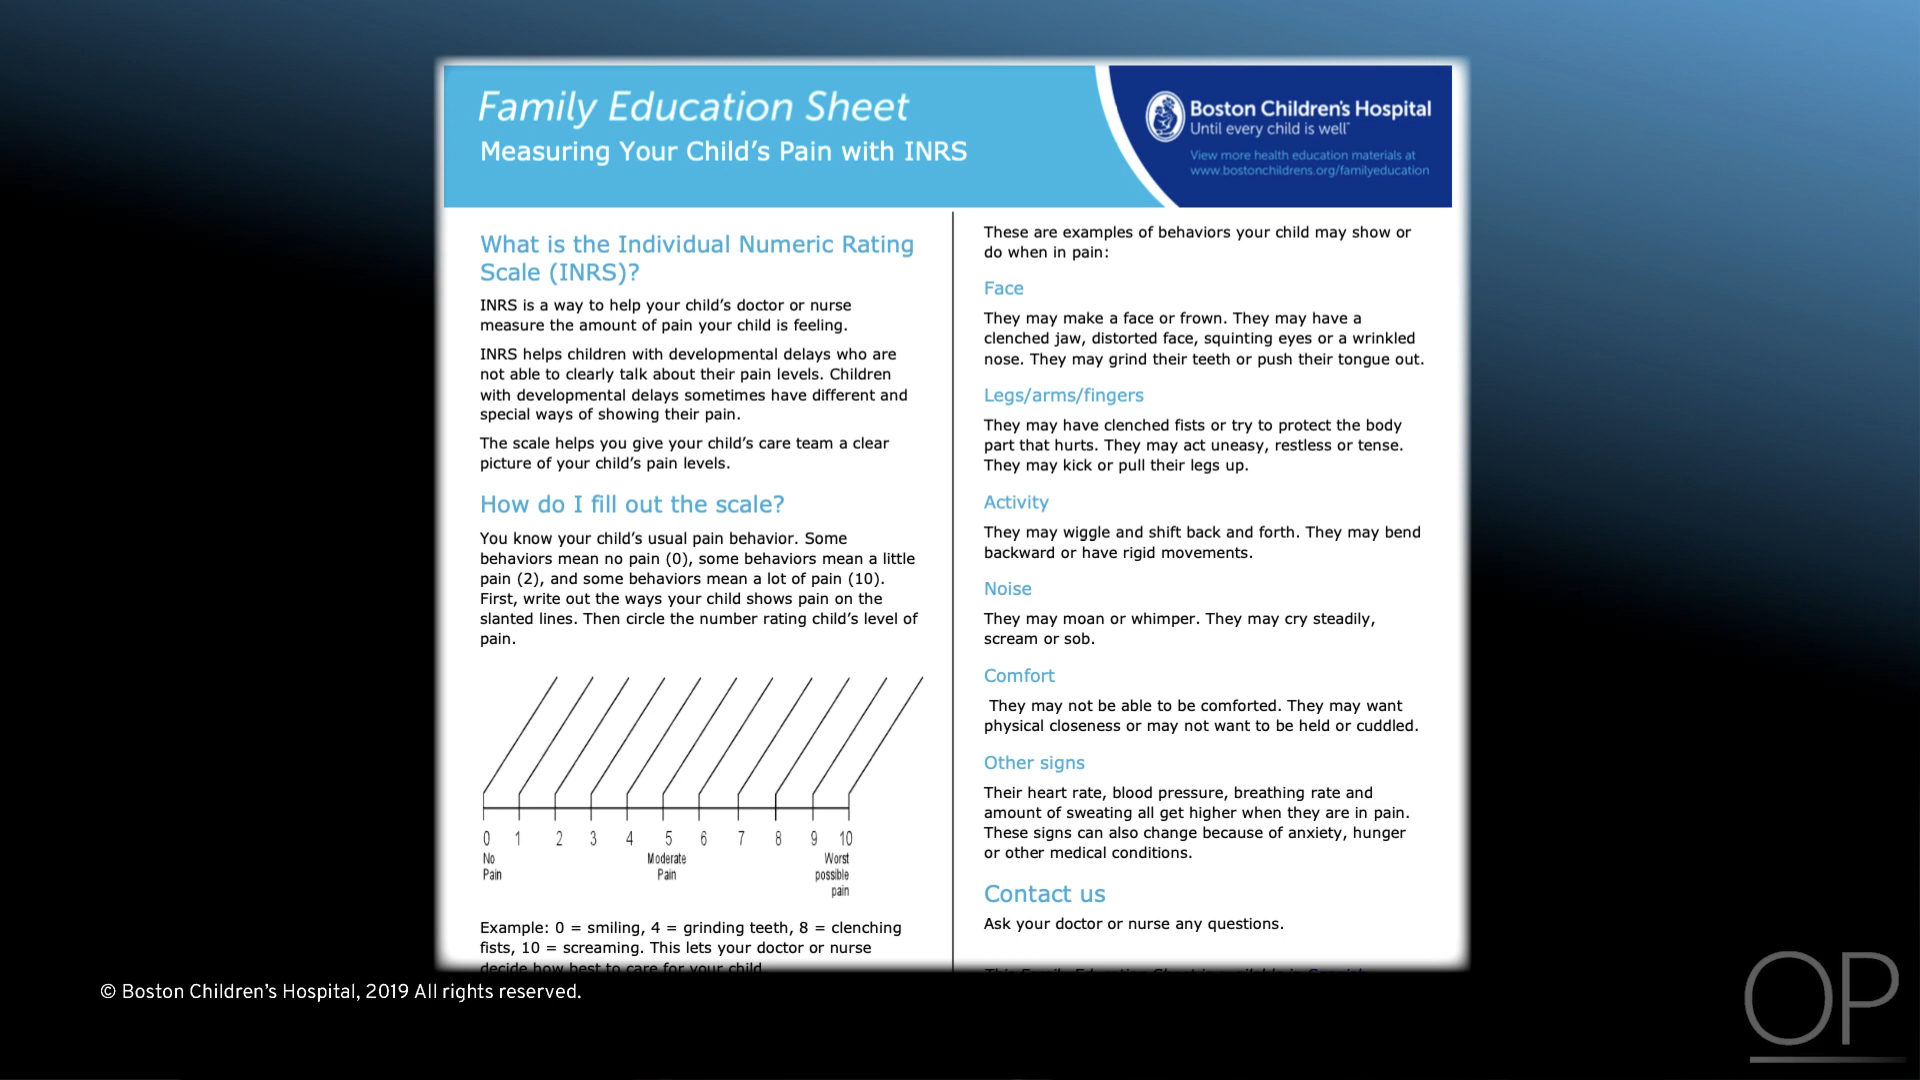 Family Education Sheet
Measuring Your Child's Pain with INRS
Boston Children's Hospital
Until every child is well™
View more health education materials at
www.bostonchildrens.org/familyeducation
What is the Individual Numeric Rating
Scale (INRS)?
INRS is a way to help your child's doctor or nurse
measure the amount of pain your child is feeling.
INRS helps children with developmental delays who are
not able to clearly talk about their pain levels. Children
with developmental delays sometimes have different and
special ways of showing their pain.
The scale helps you give your child's care team a clear
picture of your child's pain levels.
How do I fill out the scale?
You know your child's usual pain behavior. Some
behaviors mean no pain (0), some behaviors mean a little
pain (2), and some behaviors mean a lot of pain (10).
First, write out the ways your child shows pain on the
slanted lines. Then circle the number rating child's level of
pain.
0 1 2 3 4 5 6 7 8 9 10
No Moderate Worst
Pain Pain possible
pain
Example: 0 = smiling, 4 = grinding teeth, 8 = clenching
fists, 10 = screaming. This lets your doctor or nurse
decide how best to care for your child.
These are examples of behaviors your child may show or
do when in pain:
Face
They may make a face or frown. They may have a
clenched jaw, distorted face, squinting eyes or a wrinkled
nose. They may grind their teeth or push their tongue out.
Legs/arms/fingers
They may have clenched fists or try to protect the body
part that hurts. They may act uneasy, restless or tense.
They may kick or pull their legs up.
Activity
They may wiggle and shift back and forth. They may bend
backward or have rigid movements.
Noise
They may moan or whimper. They may cry steadily,
scream or sob.
Comfort
They may not be able to be comforted. They may want
physical closeness or may not want to be held or cuddled.
Other signs
Their heart rate, blood pressure, breathing rate and
amount of sweating all get higher when they are in pain.
These signs can also change because of anxiety, hunger
or other medical conditions.
Contact us
Ask your doctor or nurse any questions.
© Boston Children's Hospital, 2019 All rights reserved.
OP